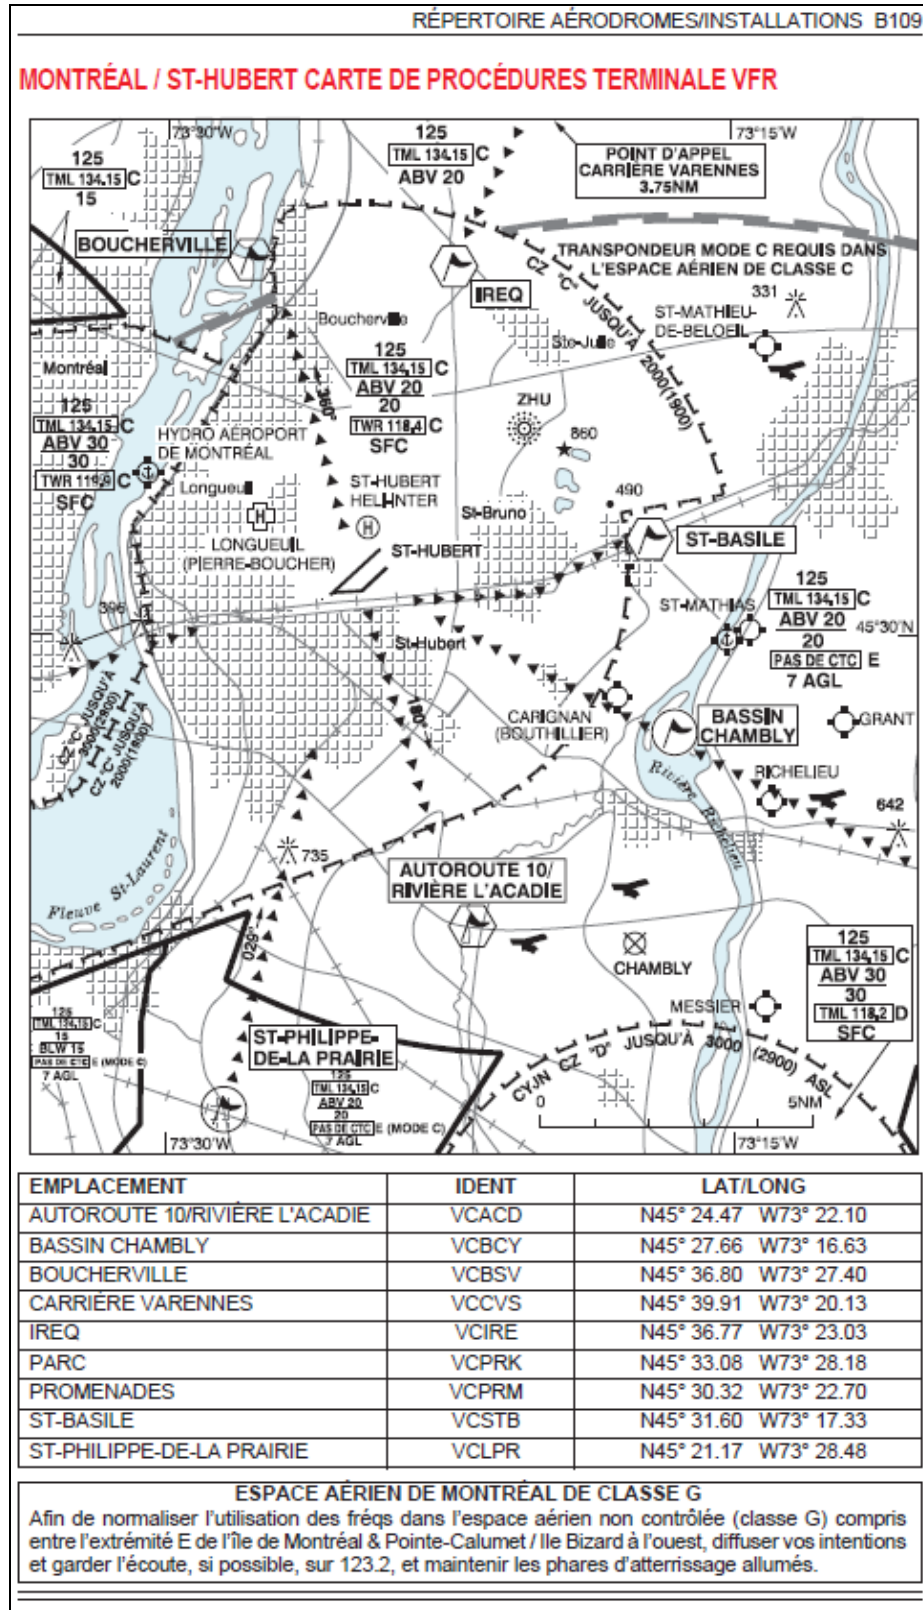 RÉPERTOIRE AÉRODROMES/INSTALLATIONS B109
MONTRÉAL / ST-HUBERT CARTE DE PROCÉDURES TERMINALE VFR
73°30'W
73°15'W
125
TML 134.15 C
15
125
TML 134.15 C
ABV 20
POINT D'APPEL
CARRIÈRE VARENNES
3.75NM
BOUCHERVILLE
IREQ
CZ "C" JUSQU'À 2000(1900)
TRANSPONDEUR MODE C REQUIS DANS
L'ESPACE AÉRIEN DE CLASSE C
331
ST-MATHIEU-
DE-BELOEIL
Boucherville
Ste-Julie
Montréal
125
TML 134.15 C
ABV 20
20
TWR 118.4 C
SFC
360°
125
TML 134.15 C
ABV 30
30
TWR 119.9 C
SFC
HYDRO AÉROPORT
DE MONTRÉAL
ZHU
860
490
Longueuil
ST-HUBERT
HELI-INTER
H
H
St-Bruno
LONGUEUIL
(PIERRE-BOUCHER)
ST-HUBERT
ST-BASILE
396
ST-MATHIAS
125
TML 134.15 C
ABV 20
20
PAS DE CTC E
7 AGL
45°30'N
St-Hubert
180°
CZ "C" JUSQU'À
3000(2900)
CZ "C" JUSQU'À
2000(1900)
CARIGNAN
(BOUTHILLIER)
BASSIN
CHAMBLY
GRANT
Rivière Richelieu
RICHELIEU
642
735
AUTOROUTE 10/
RIVIÈRE L'ACADIE
Fleuve St-Laurent
029°
CHAMBLY
125
TML 134.15 C
ABV 30
30
TML 118.2 D
SFC
MESSIER
125
TML 134.15 C
15
BLW 15
PAS DE CTC E (MODE C)
7 AGL
ST-PHILIPPE-
DE-LA PRAIRIE
125
TML 134.15 C
ABV 20
20
PAS DE CTC E (MODE C)
7 AGL
CYJN CZ "D" JUSQU'À 3000 (2900) ASL
0
5NM
73°30'W
73°15'W
EMPLACEMENT IDENT LAT/LONG
AUTOROUTE 10/RIVIÈRE L'ACADIE VCACD N45° 24.47 W73° 22.10
BASSIN CHAMBLY VCBCY N45° 27.66 W73° 16.63
BOUCHERVILLE VCBSV N45° 36.80 W73° 27.40
CARRIÈRE VARENNES VCCVS N45° 39.91 W73° 20.13
IREQ VCIRE N45° 36.77 W73° 23.03
PARC VCPRK N45° 33.08 W73° 28.18
PROMENADES VCPRM N45° 30.32 W73° 22.70
ST-BASILE VCSTB N45° 31.60 W73° 17.33
ST-PHILIPPE-DE-LA PRAIRIE VCLPR N45° 21.17 W73° 28.48
ESPACE AÉRIEN DE MONTRÉAL DE CLASSE G
Afin de normaliser l'utilisation des fréqs dans l'espace aérien non contrôlée (classe G) compris
entre l'extrémité E de l'île de Montréal & Pointe-Calumet / Ile Bizard à l'ouest, diffuser vos intentions
et garder l'écoute, si possible, sur 123.2, et maintenir les phares d'atterrissage allumés.